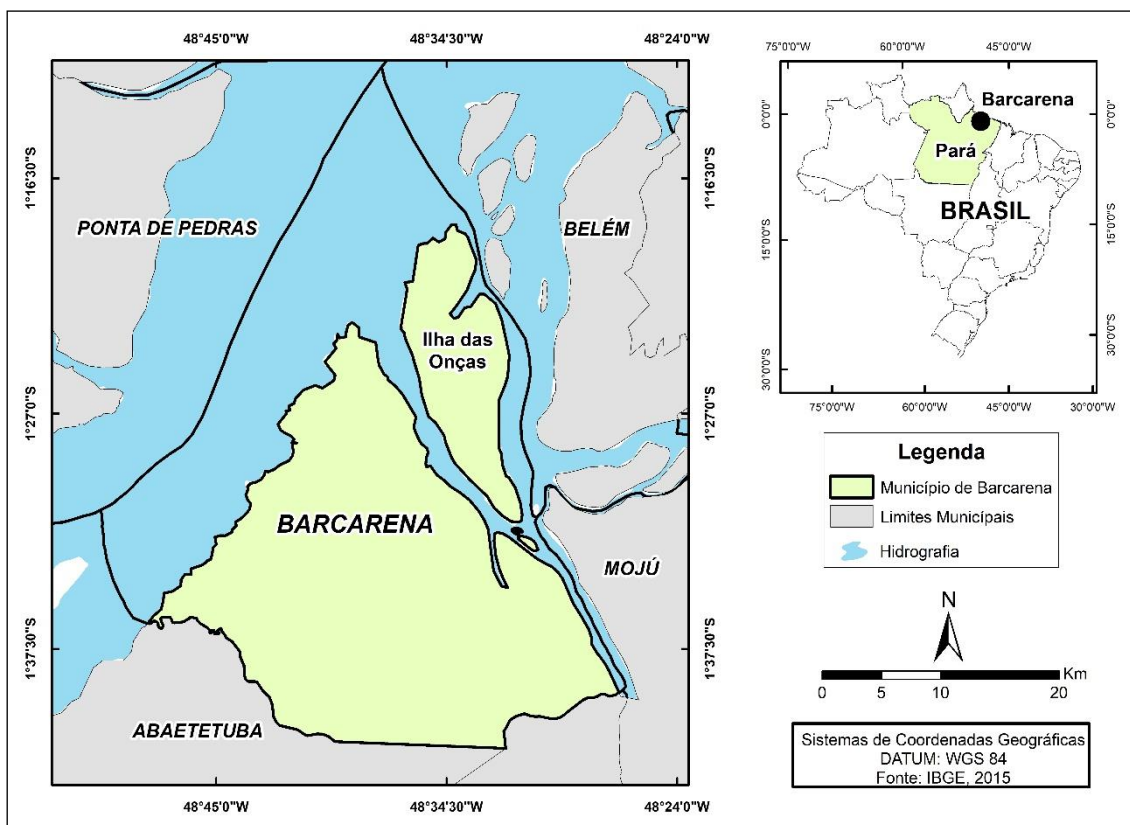 48°45'0"W 48°34'30"W 48°24'0"W
1°16'30"S
1°27'0"S
1°37'30"S
PONTA DE PEDRAS
BELÉM
Ilha das
Onças
BARCARENA
MOJÚ
ABAETETUBA
1°16'30"S
1°27'0"S
1°37'30"S
48°45'0"W 48°34'30"W 48°24'0"W
75°0'0"W 60°0'0"W 45°0'0"W
0°0'0"
15°0'0"S
30°0'0"S
Barcarena
Pará
BRASIL
0°0'0"
15°0'0"S
30°0'0"S
75°0'0"W 60°0'0"W 45°0'0"W 30°0'0"W
Legenda
Município de Barcarena
Limites Municípais
Hidrografia
N
Km
0 5 10 20
Sistemas de Coordenadas Geográficas
DATUM: WGS 84
Fonte: IBGE, 2015